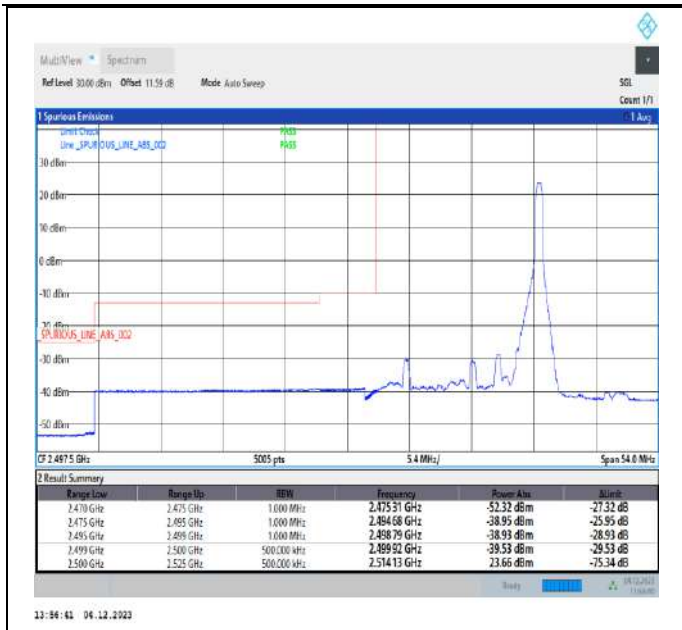 MultiView Spectrum
Ref Level 30.00 dBm Offset 11.59 dB Mode Auto Sweep SGL
Count 1/1
1 Spurious Emissions 1 Avg
Limit Check PASS
Line _SPURIOUS_LINE_ABS_002 PASS
30 dBm
20 dBm
10 dBm
0 dBm
-10 dBm
-20 dBm
_SPURIOUS_LINE_ABS_002
-30 dBm
-40 dBm
-50 dBm
CF 2.4975 GHz 5005 pts 5.4 MHz/ Span 54.0 MHz
2 Result Summary
Range Low Range Up RBW Frequency Power Abs ΔLimit
2.470 GHz 2.475 GHz 1.000 MHz 2.47531 GHz -52.32 dBm -27.32 dB
2.475 GHz 2.495 GHz 1.000 MHz 2.49468 GHz -38.95 dBm -25.95 dB
2.495 GHz 2.499 GHz 1.000 MHz 2.49879 GHz -38.93 dBm -28.93 dB
2.499 GHz 2.500 GHz 500.000 kHz 2.49992 GHz -39.53 dBm -29.53 dB
2.500 GHz 2.525 GHz 500.000 kHz 2.51413 GHz 23.66 dBm -75.34 dB
Ready
13:56:41 04.12.2023